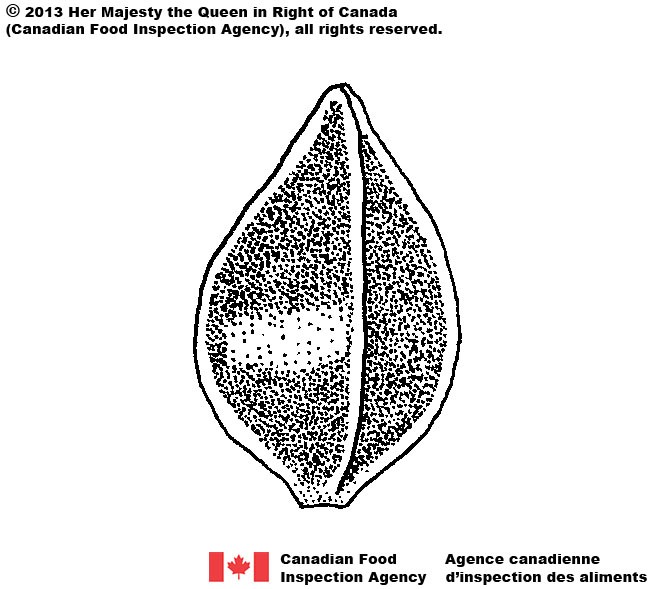 © 2013 Her Majesty the Queen in Right of Canada
(Canadian Food Inspection Agency), all rights reserved.
Canadian Food
Inspection Agency
Agence canadienne
d'inspection des aliments